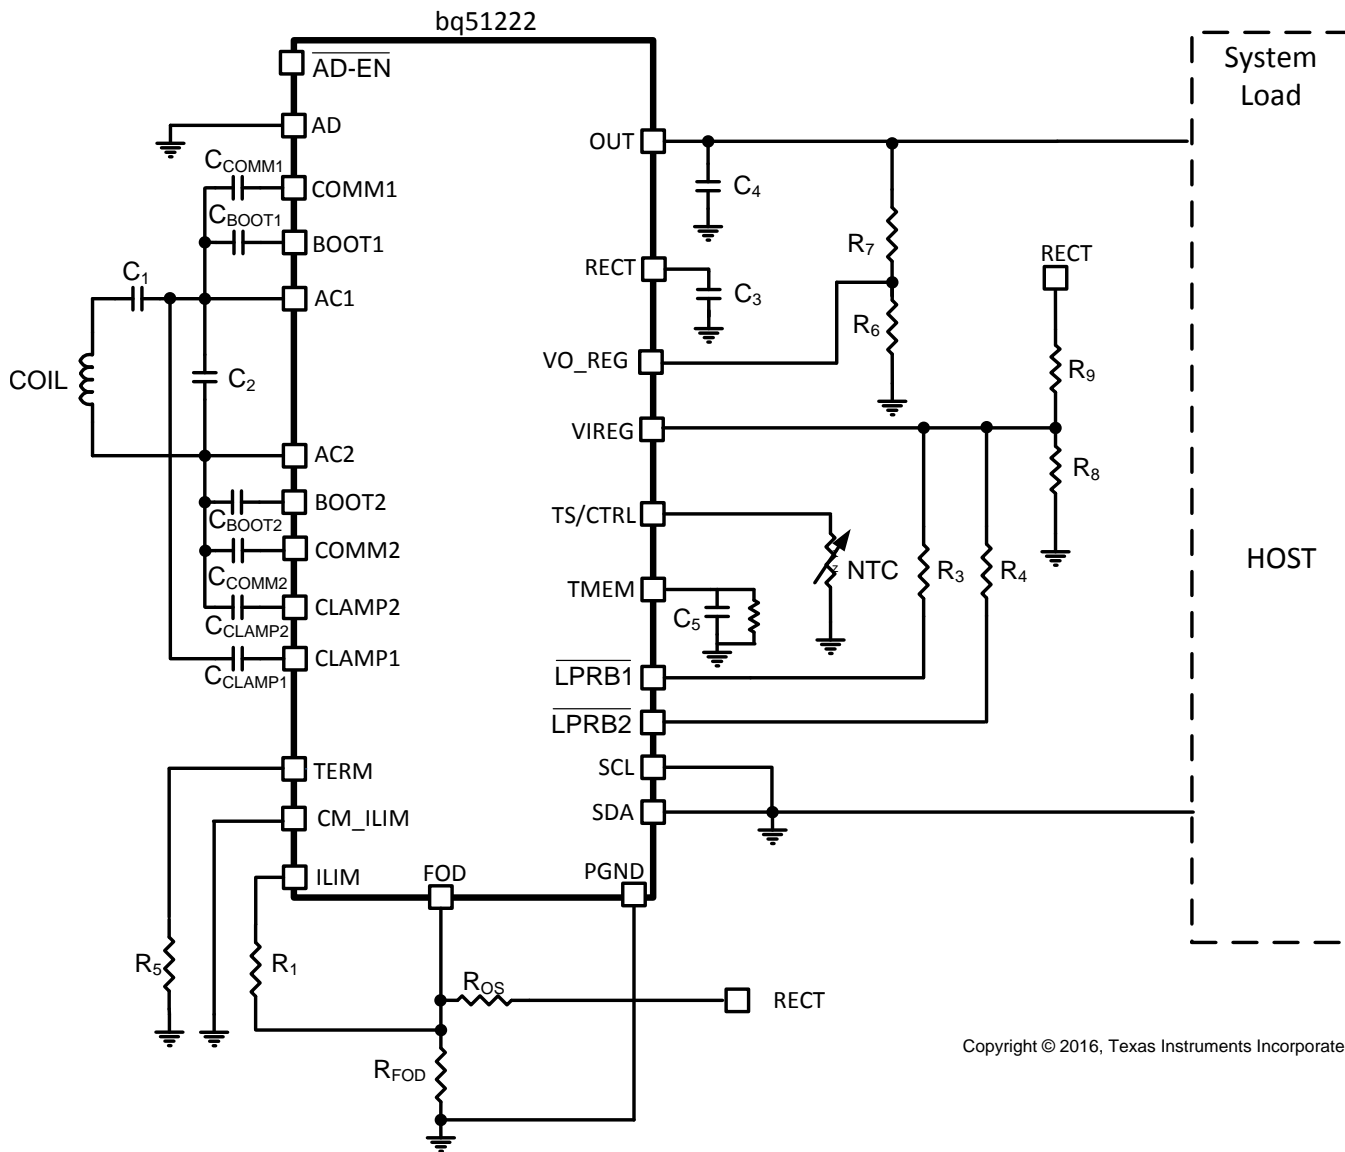 bq51222
AD-EN
AD
CCOMM1
COMM1
CBOOT1
BOOT1
C1
AC1
COIL
C2
AC2
BOOT2
CBOOT2
COMM2
CCOMM2
CLAMP2
CCLAMP2
CLAMP1
CCLAMP1
TERM
CM_ILIM
ILIM
FOD
PGND
R5
R1
ROS
RECT
RFOD
OUT
C4
R7
RECT
C3
R6
VO_REG
RECT
R9
VIREG
R8
TS/CTRL
NTC
R3
R4
TMEM
C5
LPRB1
LPRB2
SCL
SDA
System
Load
HOST
Copyright © 2016, Texas Instruments Incorporate